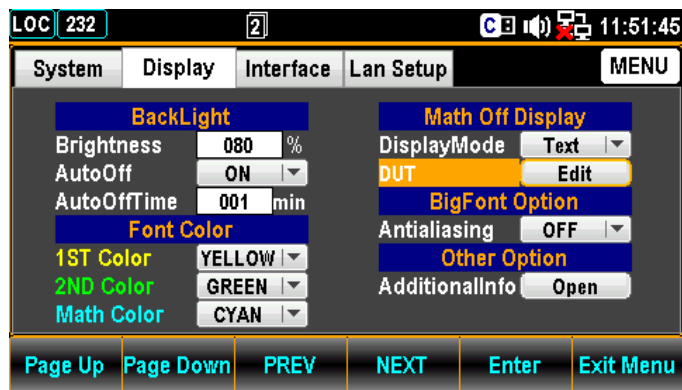 LOC 232 2 C 11:51:45
System Display Interface Lan Setup MENU
BackLight
Brightness 080 %
AutoOff ON
AutoOffTime 001 min
Font Color
1ST Color YELLOW
2ND Color GREEN
Math Color CYAN
Math Off Display
DisplayMode Text
DUT Edit
BigFont Option
Antialiasing OFF
Other Option
AdditionalInfo Open
Page Up Page Down PREV NEXT Enter Exit Menu